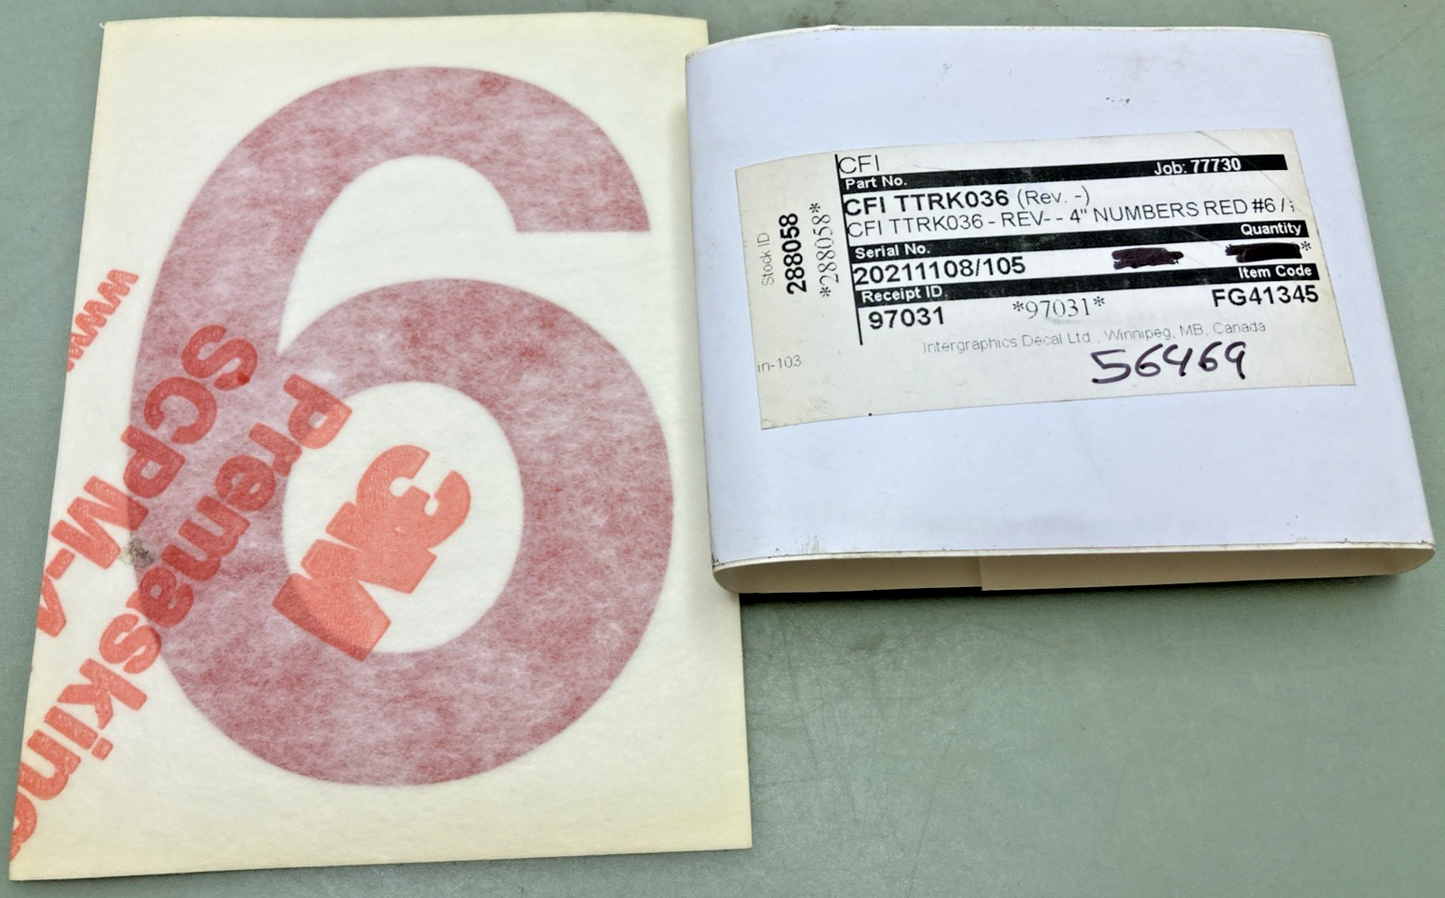 6
www.
3M
Premasking
SCPM-4
CFI
Job: 77730
Part No.
CFI TTRK036 (Rev. -)
CFI TTRK036 - REV- - 4" NUMBERS RED #6 /
Quantity
Serial No.
20211108/105
*
Item Code
Receipt ID
97031 *97031* FG41345
Intergraphics Decal Ltd., Winnipeg, MB, Canada
56469
Stock ID
288058
*288058*
in-103